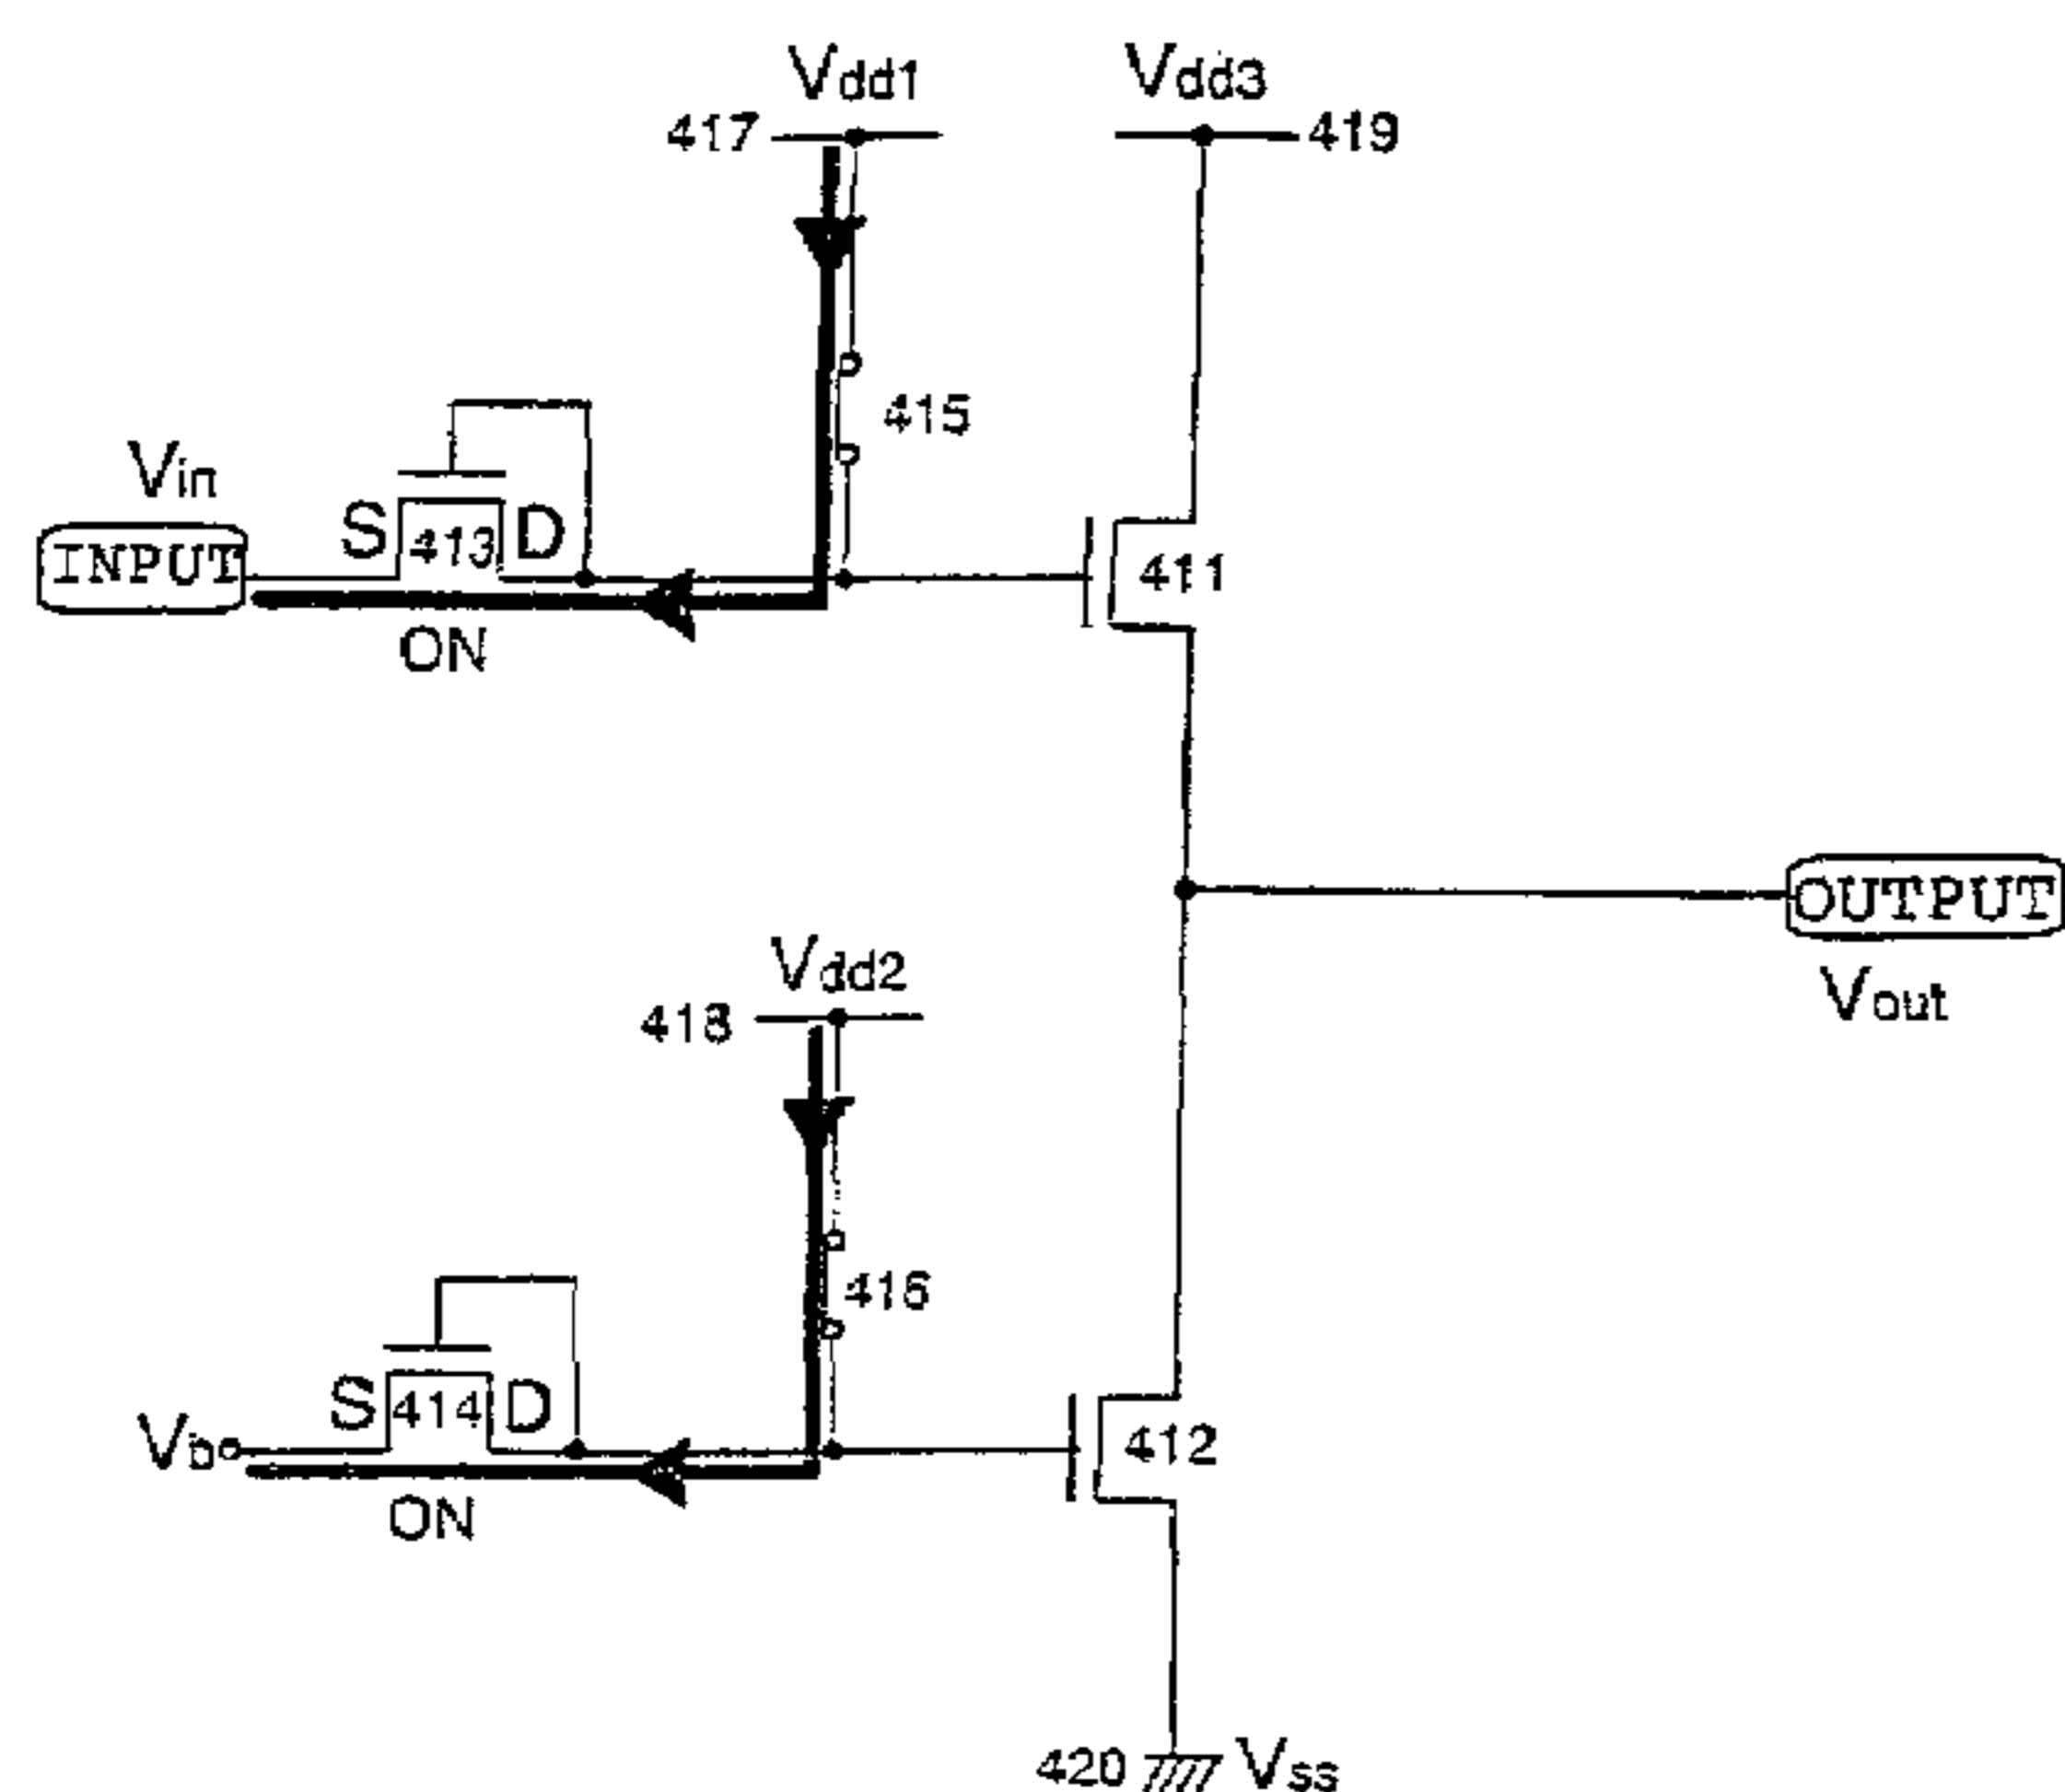 Vdd1
Vdd3
417
419
415
Vin
S
413
D
INPUT
411
ON
OUTPUT
Vdd2
418
Vout
416
S
414
D
Vb
412
ON
420
Vss